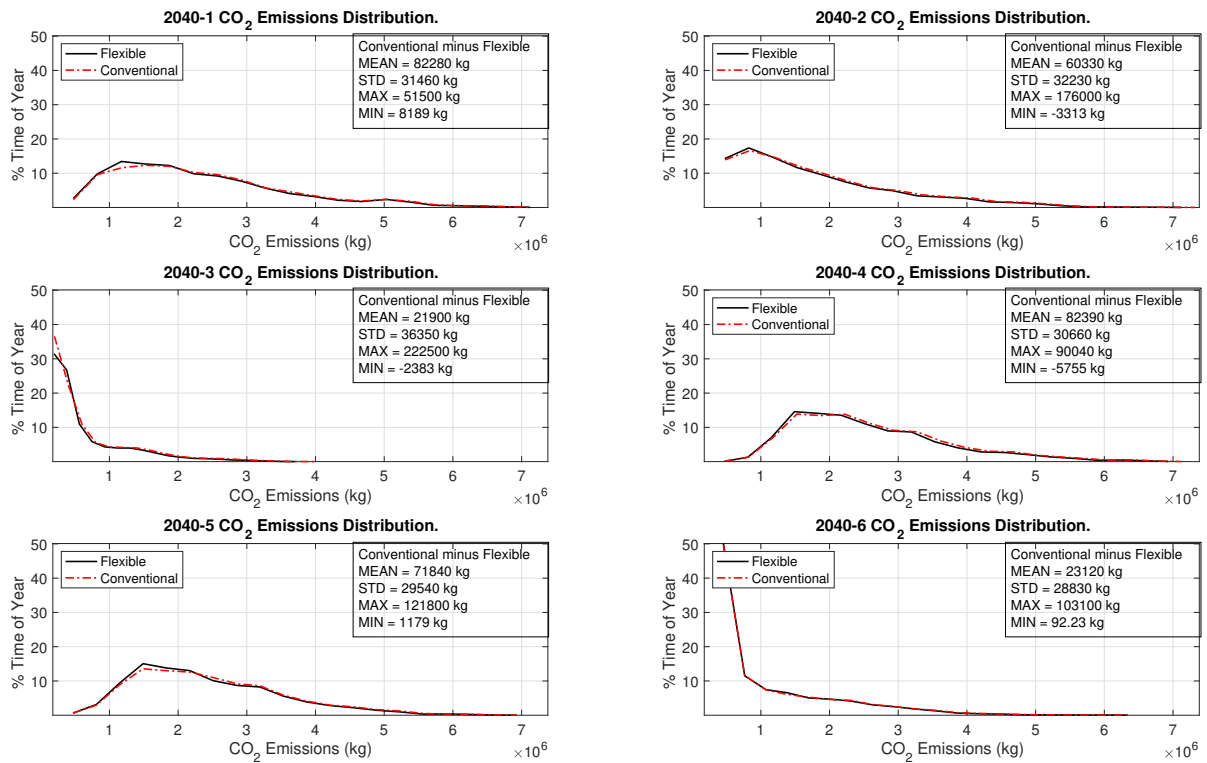 2040-1 CO2 Emissions Distribution.
50
40
30
20
10
% Time of Year
Flexible
Conventional
Conventional minus Flexible
MEAN = 82280 kg
STD = 31460 kg
MAX = 51500 kg
MIN = 8189 kg
1 2 3 4 5 6 7
CO2 Emissions (kg)
×10^6
2040-2 CO2 Emissions Distribution.
50
40
30
20
10
% Time of Year
Flexible
Conventional
Conventional minus Flexible
MEAN = 60330 kg
STD = 32230 kg
MAX = 176000 kg
MIN = -3313 kg
1 2 3 4 5 6 7
CO2 Emissions (kg)
×10^6
2040-3 CO2 Emissions Distribution.
50
40
30
20
10
% Time of Year
Conventional minus Flexible
MEAN = 21900 kg
STD = 36350 kg
MAX = 222500 kg
MIN = -2383 kg
1 2 3 4 5 6 7
CO2 Emissions (kg)
×10^6
2040-4 CO2 Emissions Distribution.
50
40
30
20
10
% Time of Year
Flexible
Conventional
Conventional minus Flexible
MEAN = 82390 kg
STD = 30660 kg
MAX = 90040 kg
MIN = -5755 kg
1 2 3 4 5 6 7
CO2 Emissions (kg)
×10^6
2040-5 CO2 Emissions Distribution.
50
40
30
20
10
% Time of Year
Flexible
Conventional
Conventional minus Flexible
MEAN = 71840 kg
STD = 29540 kg
MAX = 121800 kg
MIN = 1179 kg
1 2 3 4 5 6 7
CO2 Emissions (kg)
×10^6
2040-6 CO2 Emissions Distribution.
50
40
30
20
10
% Time of Year
Flexible
Conventional
Conventional minus Flexible
MEAN = 23120 kg
STD = 28830 kg
MAX = 103100 kg
MIN = 92.23 kg
1 2 3 4 5 6 7
CO2 Emissions (kg)
×10^6